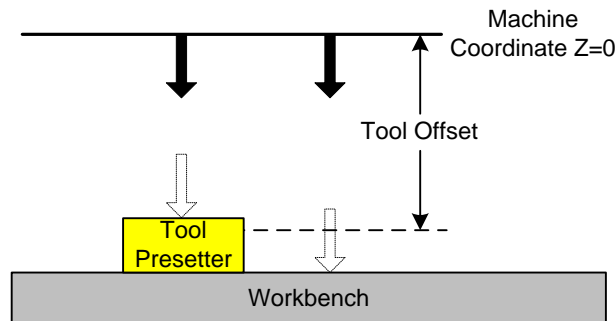 Machine
Coordinate Z=0
Tool Offset
Tool
Presetter
Workbench